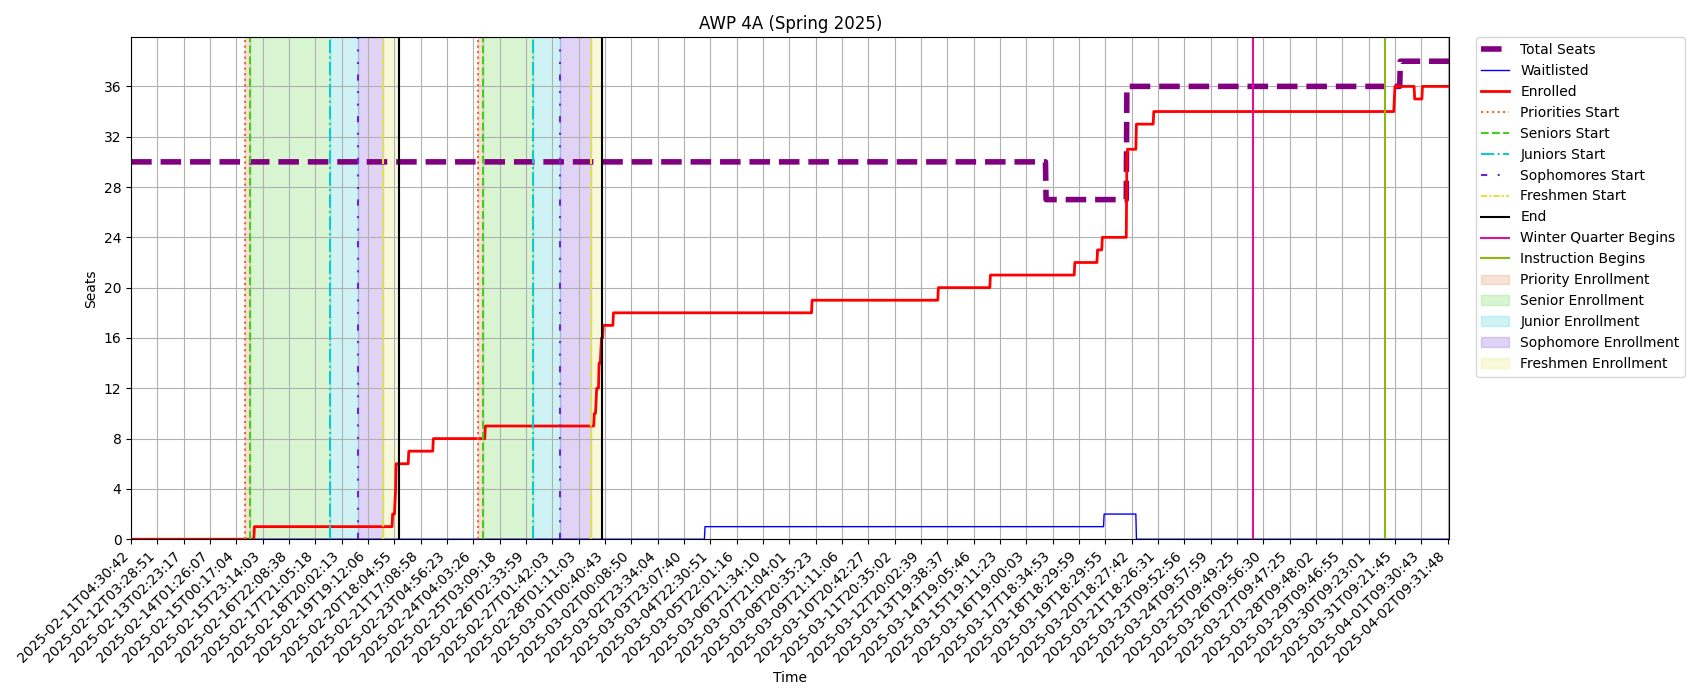 AWP 4A (Spring 2025)
Total Seats
Waitlisted
Enrolled
Priorities Start
Seniors Start
Juniors Start
Sophomores Start
Freshmen Start
End
Winter Quarter Begins
Instruction Begins
Priority Enrollment
Senior Enrollment
Junior Enrollment
Sophomore Enrollment
Freshmen Enrollment
Seats
36
32
28
24
20
16
12
8
4
0
2025-02-11T04:30:42
2025-02-12T03:28:51
2025-02-13T02:23:17
2025-02-14T01:26:07
2025-02-15T00:17:04
2025-02-15T23:14:03
2025-02-16T22:08:38
2025-02-17T21:05:18
2025-02-18T20:02:13
2025-02-19T19:12:06
2025-02-20T18:04:55
2025-02-21T17:08:58
2025-02-23T04:56:23
2025-02-24T04:03:26
2025-02-25T03:09:18
2025-02-26T02:33:59
2025-02-27T01:42:03
2025-02-28T01:11:03
2025-03-01T00:40:43
2025-03-02T00:08:50
2025-03-02T23:34:04
2025-03-03T23:07:40
2025-03-04T22:30:51
2025-03-05T22:01:16
2025-03-06T21:34:10
2025-03-07T21:04:01
2025-03-08T20:35:23
2025-03-09T21:11:06
2025-03-10T20:42:27
2025-03-11T20:35:02
2025-03-12T20:02:39
2025-03-13T19:38:37
2025-03-14T19:05:46
2025-03-15T19:11:23
2025-03-16T19:00:03
2025-03-17T18:34:53
2025-03-18T18:29:59
2025-03-19T18:29:55
2025-03-20T18:27:42
2025-03-21T18:26:31
2025-03-23T09:52:56
2025-03-24T09:57:59
2025-03-25T09:49:25
2025-03-26T09:56:30
2025-03-27T09:47:25
2025-03-28T09:48:02
2025-03-29T09:46:55
2025-03-30T09:23:01
2025-03-31T09:21:45
2025-04-01T09:30:43
2025-04-02T09:31:48
Time